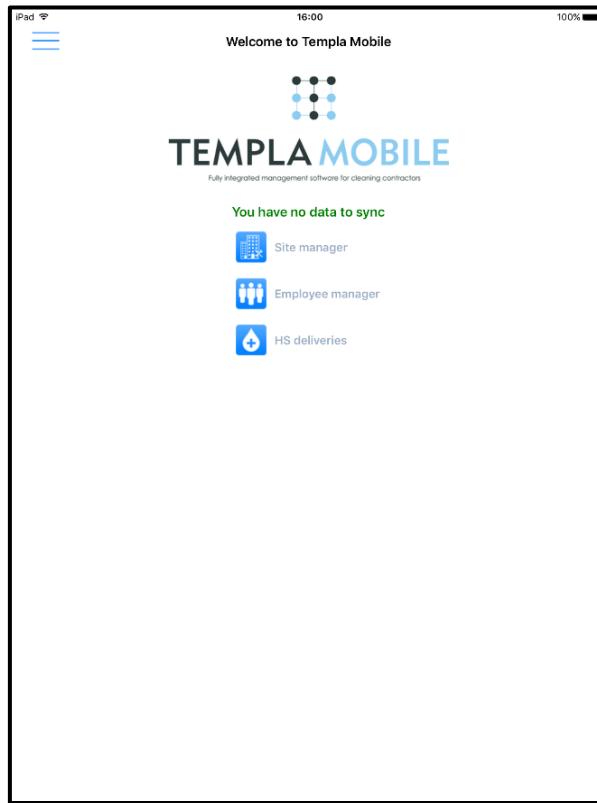 iPad 16:00 100%
Welcome to Templa Mobile
TEMPLA MOBILE
Fully integrated management software for cleaning contractors
You have no data to sync
Site manager
Employee manager
HS deliveries